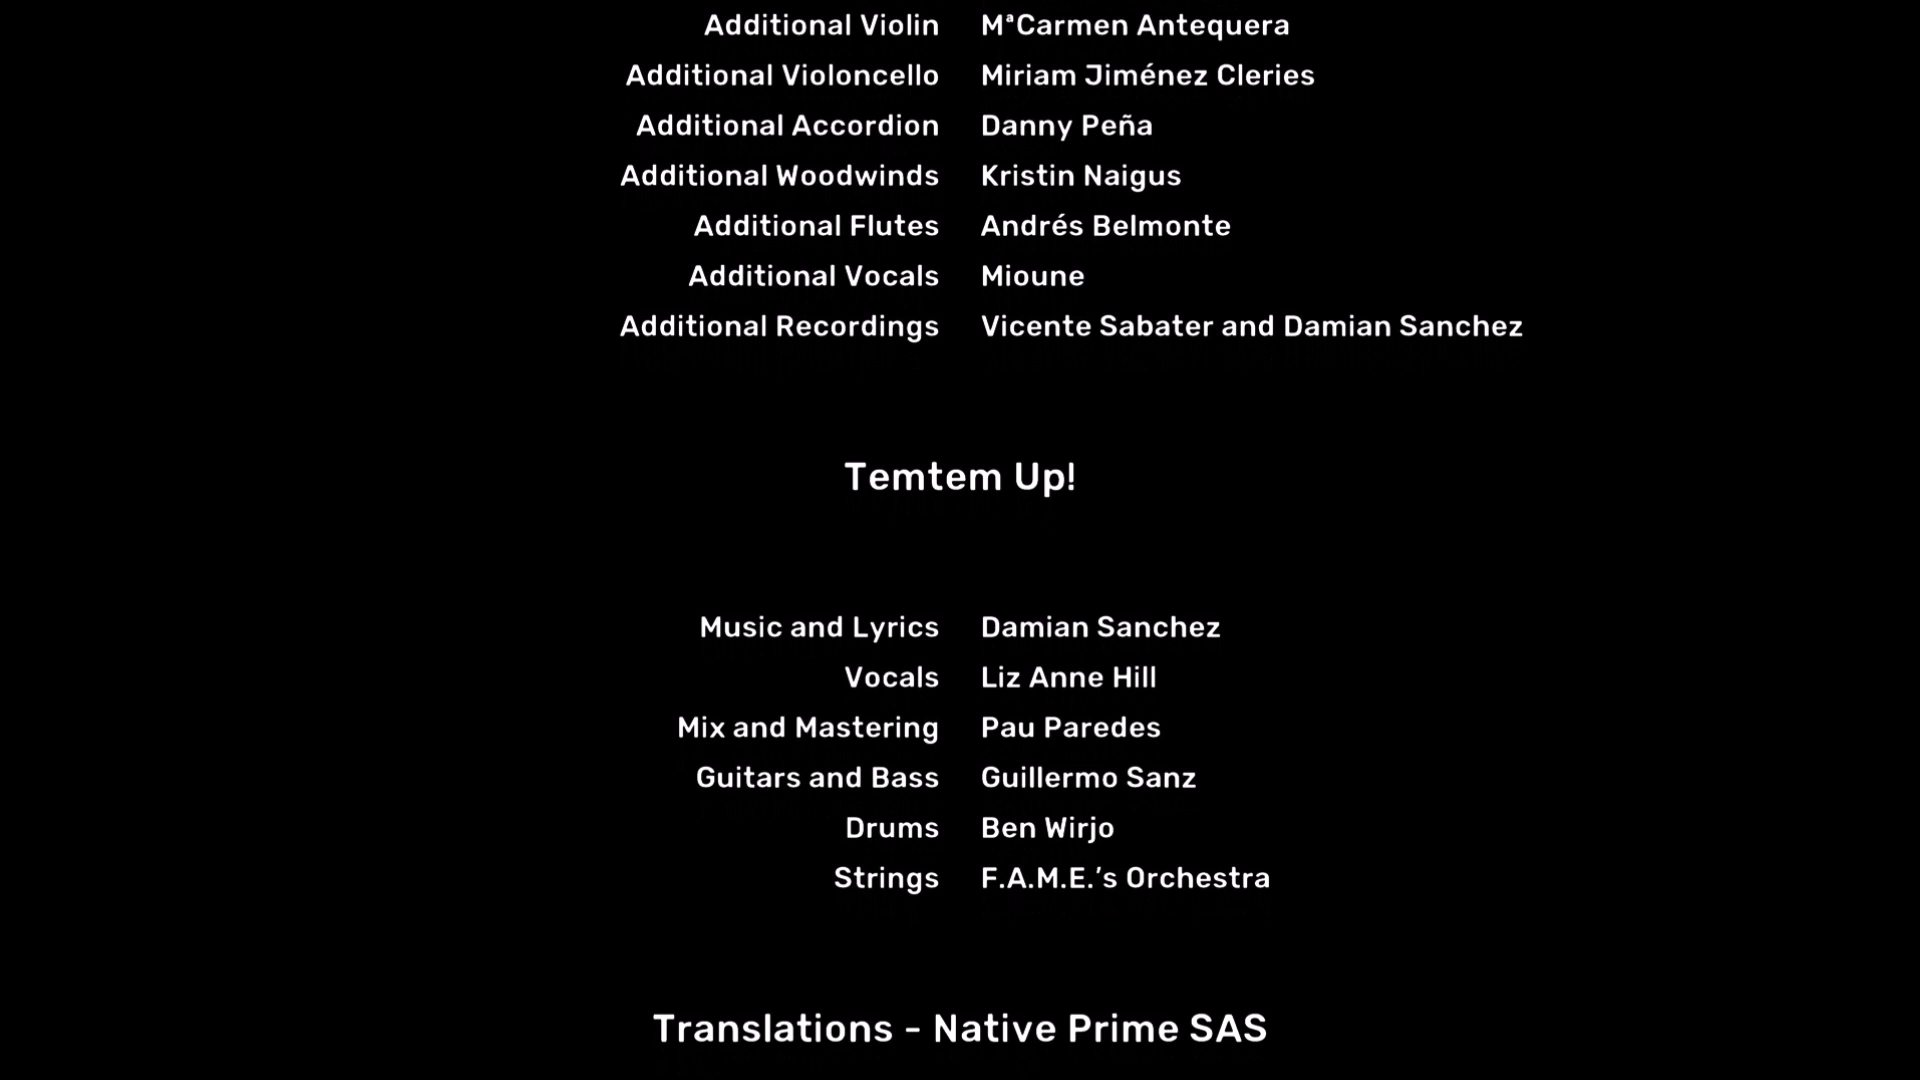 Additional Violin MªCarmen Antequera
Additional Violoncello Miriam Jiménez Cleries
Additional Accordion Danny Peña
Additional Woodwinds Kristin Naigus
Additional Flutes Andrés Belmonte
Additional Vocals Mioune
Additional Recordings Vicente Sabater and Damian Sanchez
Temtem Up!
Music and Lyrics Damian Sanchez
Vocals Liz Anne Hill
Mix and Mastering Pau Paredes
Guitars and Bass Guillermo Sanz
Drums Ben Wirjo
Strings F.A.M.E.’s Orchestra
Translations - Native Prime SAS